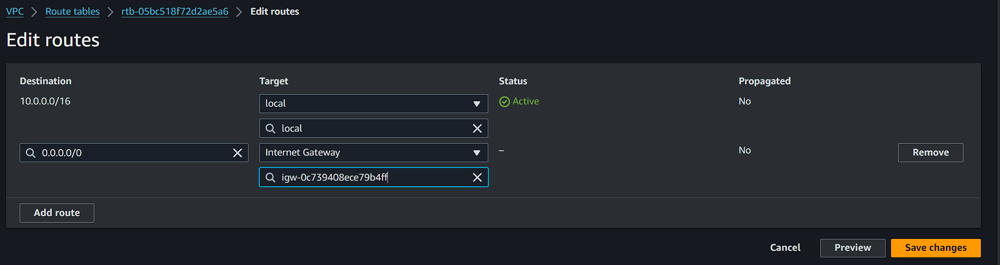 VPC > Route tables > rtb-05bc518f72d2ae5a6 > Edit routes
Edit routes
Destination Target Status Propagated
10.0.0.0/16 local Active No
local
0.0.0.0/0 Internet Gateway – No Remove
igw-0c739408ece79b4ff
Add route
Cancel Preview Save changes